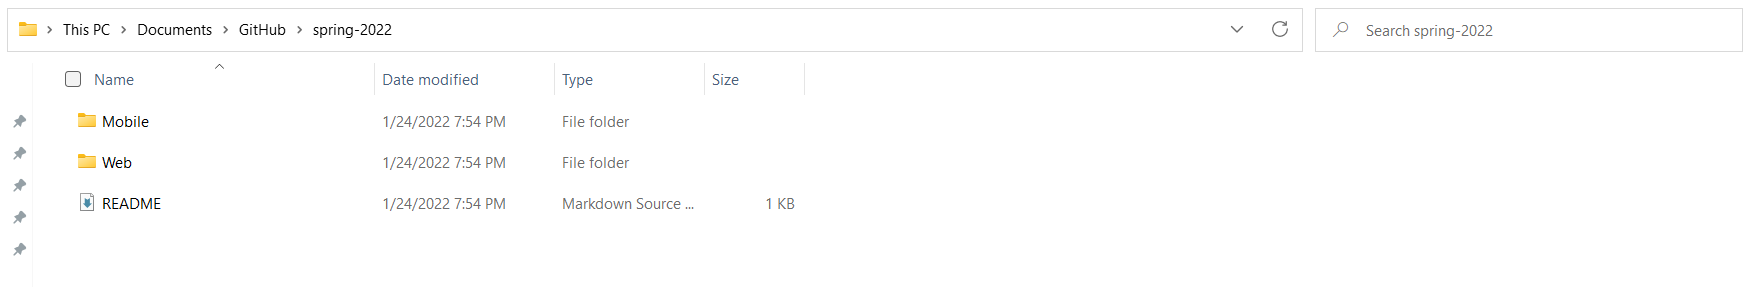 This PC > Documents > GitHub > spring-2022
Search spring-2022
Name Date modified Type Size
Mobile 1/24/2022 7:54 PM File folder
Web 1/24/2022 7:54 PM File folder
README 1/24/2022 7:54 PM Markdown Source ... 1 KB